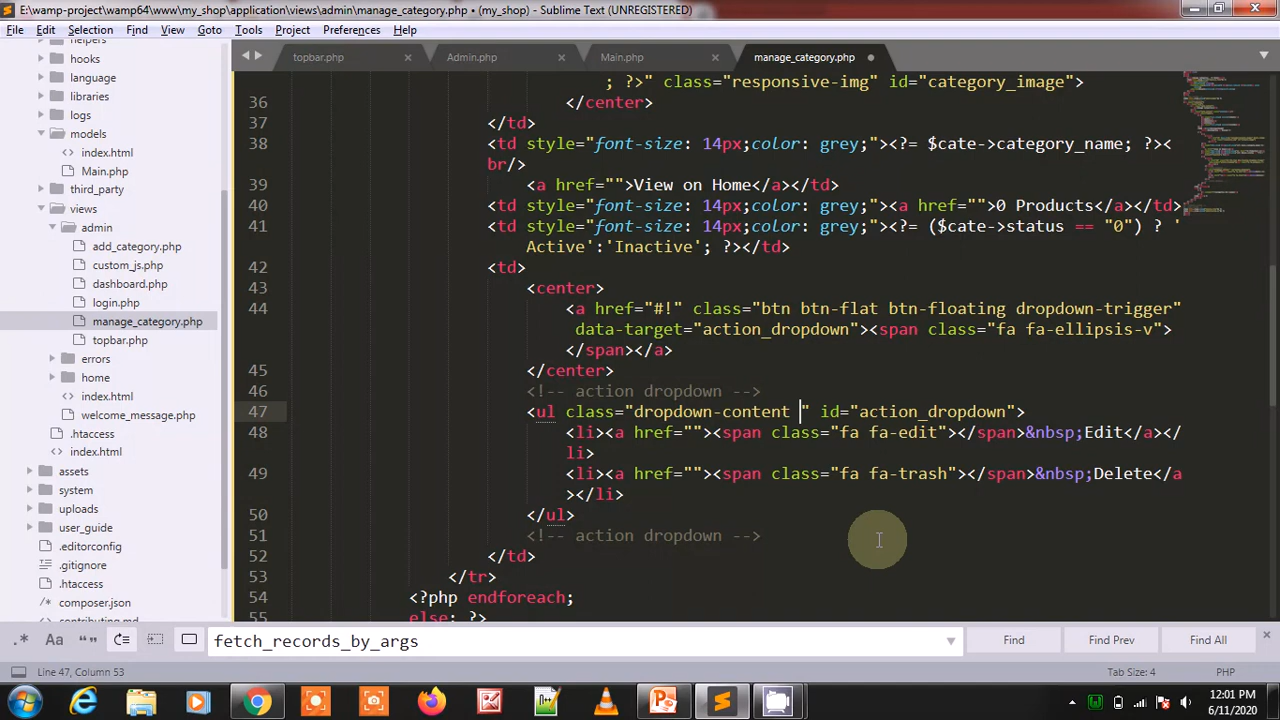 E:\wamp-project\wamp64\www\my_shop\application\views\admin\manage_category.php • (my_shop) - Sublime Text (UNREGISTERED)
File Edit Selection Find View Goto Tools Project Preferences Help
topbar.php × Admin.php × Main.php × manage_category.php
helpers
hooks
language
libraries
logs
models
index.html
Main.php
third_party
views
admin
add_category.php
custom_js.php
dashboard.php
login.php
manage_category.php
topbar.php
errors
home
index.html
welcome_message.php
.htaccess
index.html
assets
system
uploads
user_guide
.editorconfig
.gitignore
.htaccess
composer.json
contributing.md
; ?>" class="responsive-img" id="category_image">
36 </center>
37 </td>
38 <td style="font-size: 14px;color: grey;"><?= $cate->category_name; ?><
br/>
39 <a href="">View on Home</a></td>
40 <td style="font-size: 14px;color: grey;"><a href="">0 Products</a></td>
41 <td style="font-size: 14px;color: grey;"><?= ($cate->status == "0") ? '
Active':'Inactive'; ?></td>
42 <td>
43 <center>
44 <a href="#!" class="btn btn-flat btn-floating dropdown-trigger"
data-target="action_dropdown"><span class="fa fa-ellipsis-v">
</span></a>
45 </center>
46 <!-- action dropdown -->
47 <ul class="dropdown-content " id="action_dropdown">
48 <li><a href=""><span class="fa fa-edit"></span>&nbsp;Edit</a></
li>
49 <li><a href=""><span class="fa fa-trash"></span>&nbsp;Delete</a
></li>
50 </ul>
51 <!-- action dropdown -->
52 </td>
53 </tr>
54 <?php endforeach;
55 else: ?>
.* Aa “” fetch_records_by_args Find Find Prev Find All ×
Line 47, Column 53 Tab Size: 4 PHP
12:01 PM
6/11/2020